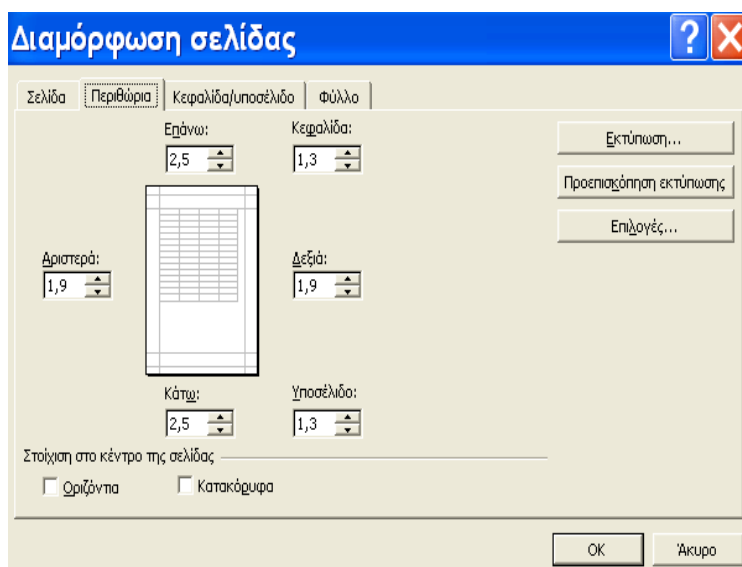 Διαμόρφωση σελίδας
Σελίδα Περιθώρια Κεφαλίδα/υποσέλιδο Φύλλο
Επάνω: Κεφαλίδα:
2,5 1,3
Εκτύπωση...
Προεπισκόπηση εκτύπωσης
Επιλογές...
Αριστερά: Δεξιά:
1,9 1,9
Κάτω: Υποσέλιδο:
2,5 1,3
Στοίχιση στο κέντρο της σελίδας
Οριζόντια Κατακόρυφα
OK Άκυρο